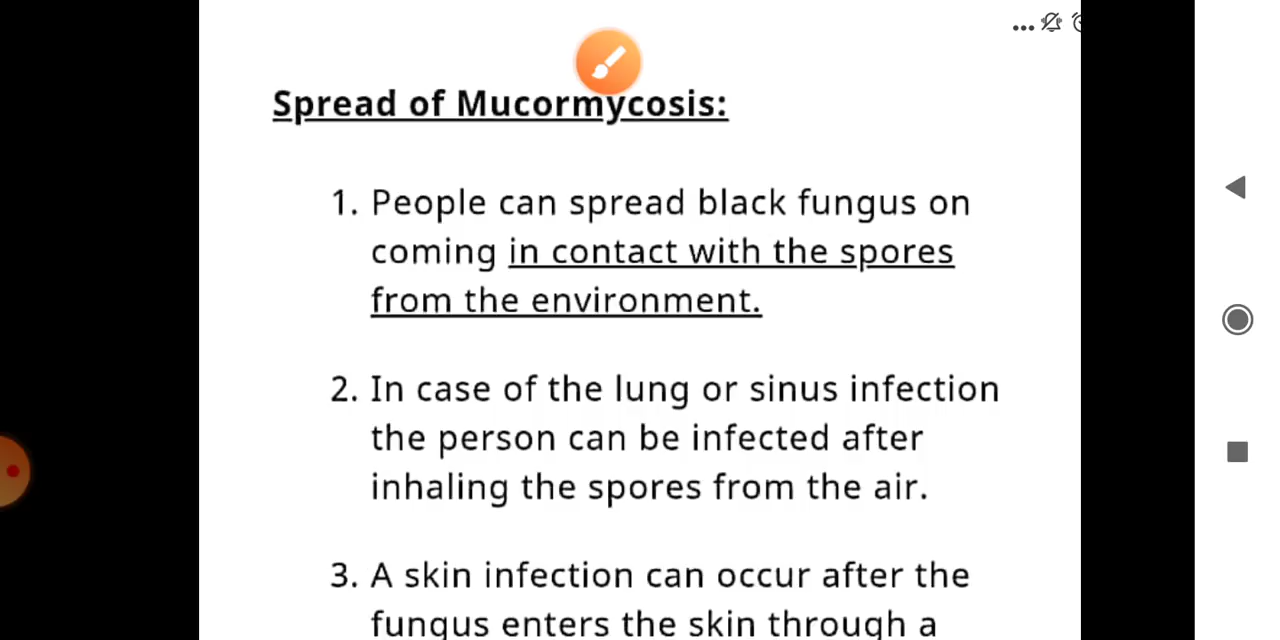 Spread of Mucormycosis:
1. People can spread black fungus on
coming in contact with the spores
from the environment.
2. In case of the lung or sinus infection
the person can be infected after
inhaling the spores from the air.
3. A skin infection can occur after the
fungus enters the skin through a